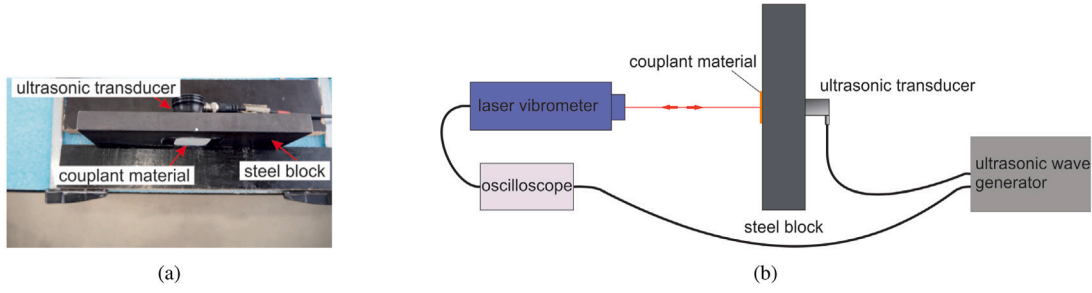 ultrasonic transducer
couplant material
steel block
(a)
couplant material
ultrasonic transducer
laser vibrometer
oscilloscope
ultrasonic wave
generator
steel block
(b)